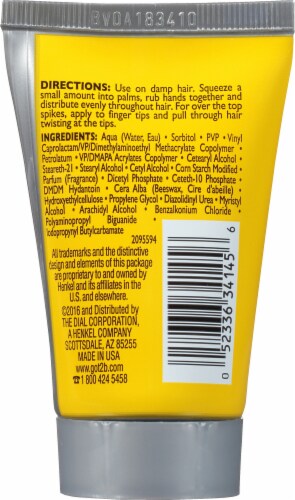 BV0A183410
DIRECTIONS: Use on damp hair. Squeeze a
small amount into palms, rub hands together and
distribute evenly throughout hair. For over the top
spikes, apply to finger tips and pull through hair
twisting at the tips.
INGREDIENTS: Aqua (Water, Eau) • Sorbitol • PVP • Vinyl
Caprolactam/VP/Dimethylaminoethyl Methacrylate Copolymer •
Petrolatum • VP/DMAPA Acrylates Copolymer • Cetearyl Alcohol •
Steareth-21 • Stearyl Alcohol • Cetyl Alcohol • Corn Starch Modified •
Parfum (Fragrance) • Dicetyl Phosphate • Ceteth-10 Phosphate •
DMDM Hydantoin • Cera Alba (Beeswax, Cire d'abeille) •
Hydroxyethylcellulose • Propylene Glycol • Diazolidinyl Urea • Myristyl
Alcohol • Arachidyl Alcohol • Benzalkonium Chloride •
Polyaminopropyl Biguanide •
Iodopropynyl Butylcarbamate
2095594
All trademarks and the distinctive
design and elements of this package
are proprietary to and owned by
Henkel and its affiliates in the
U.S. and elsewhere.
©2016 and Distributed by
THE DIAL CORPORATION,
A HENKEL COMPANY
SCOTTSDALE, AZ 85255
MADE IN USA
www.got2b.com
☎1 800 424 5458
0 52336 34145 6